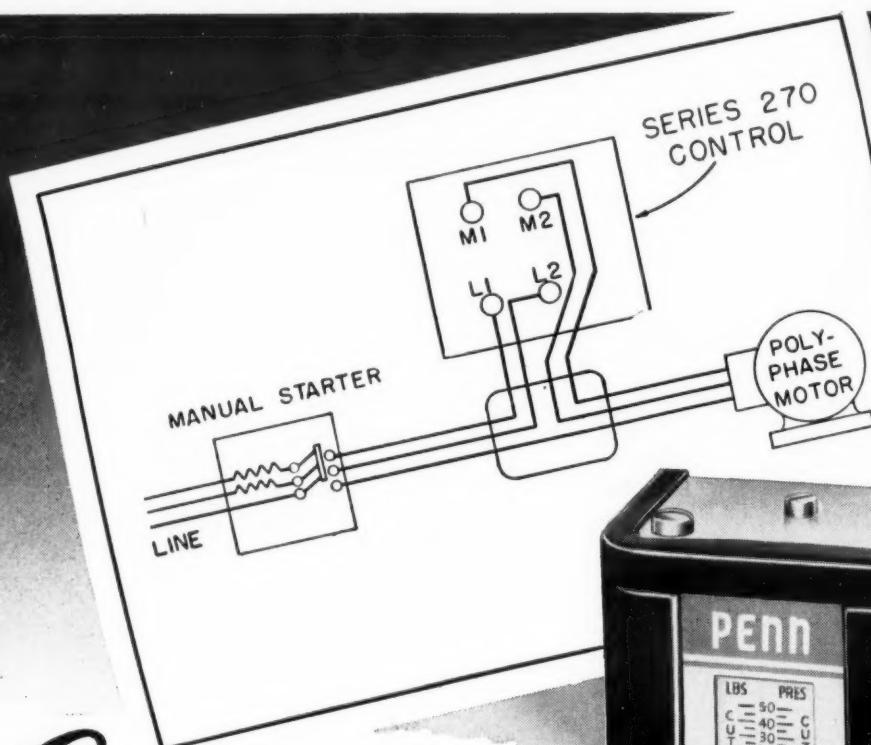 SERIES 270
CONTROL
M1 M2
L1 L2
MANUAL STARTER
POLY-
PHASE
MOTOR
LINE
PENN
LBS PRES
50
C 40 C
U 30 U
T